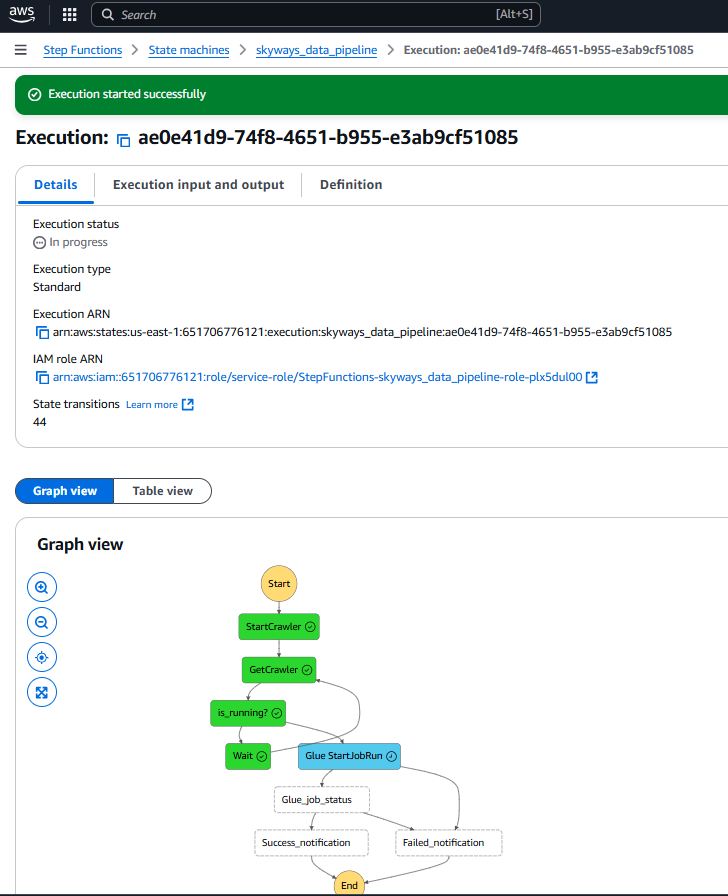 aws
Search [Alt+S]
Step Functions > State machines > skyways_data_pipeline > Execution: ae0e41d9-74f8-4651-b955-e3ab9cf51085
Execution started successfully
Execution: ae0e41d9-74f8-4651-b955-e3ab9cf51085
Details Execution input and output Definition
Execution status
In progress
Execution type
Standard
Execution ARN
arn:aws:states:us-east-1:651706776121:execution:skyways_data_pipeline:ae0e41d9-74f8-4651-b955-e3ab9cf51085
IAM role ARN
arn:aws:iam::651706776121:role/service-role/StepFunctions-skyways_data_pipeline-role-plx5dul00
State transitions Learn more
44
Graph view Table view
Graph view
Start
StartCrawler
GetCrawler
is_running?
Wait Glue StartJobRun
Glue_job_status
Success_notification Failed_notification
End